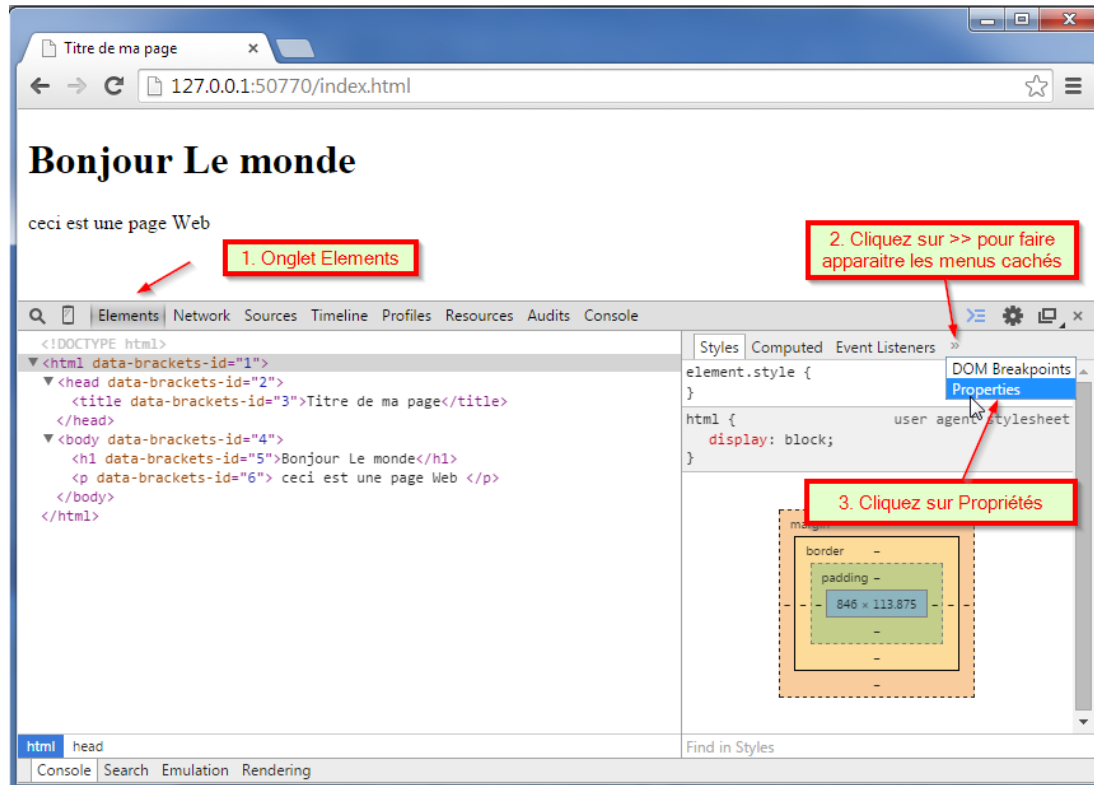 Titre de ma page
127.0.0.1:50770/index.html
Bonjour Le monde
ceci est une page Web
1. Onglet Elements
2. Cliquez sur >> pour faire
apparaitre les menus cachés
Elements Network Sources Timeline Profiles Resources Audits Console
<!DOCTYPE html>
<html data-brackets-id="1">
<head data-brackets-id="2">
<title data-brackets-id="3">Titre de ma page</title>
</head>
<body data-brackets-id="4">
<h1 data-brackets-id="5">Bonjour Le monde</h1>
<p data-brackets-id="6"> ceci est une page Web </p>
</body>
</html>
Styles Computed Event Listeners »
DOM Breakpoints
Properties
element.style {
}
html { user agent stylesheet
display: block;
}
3. Cliquez sur Propriétés
margin
border –
padding –
– – – 846 × 113.875 – – –
–
–
–
html head
Find in Styles
Console Search Emulation Rendering